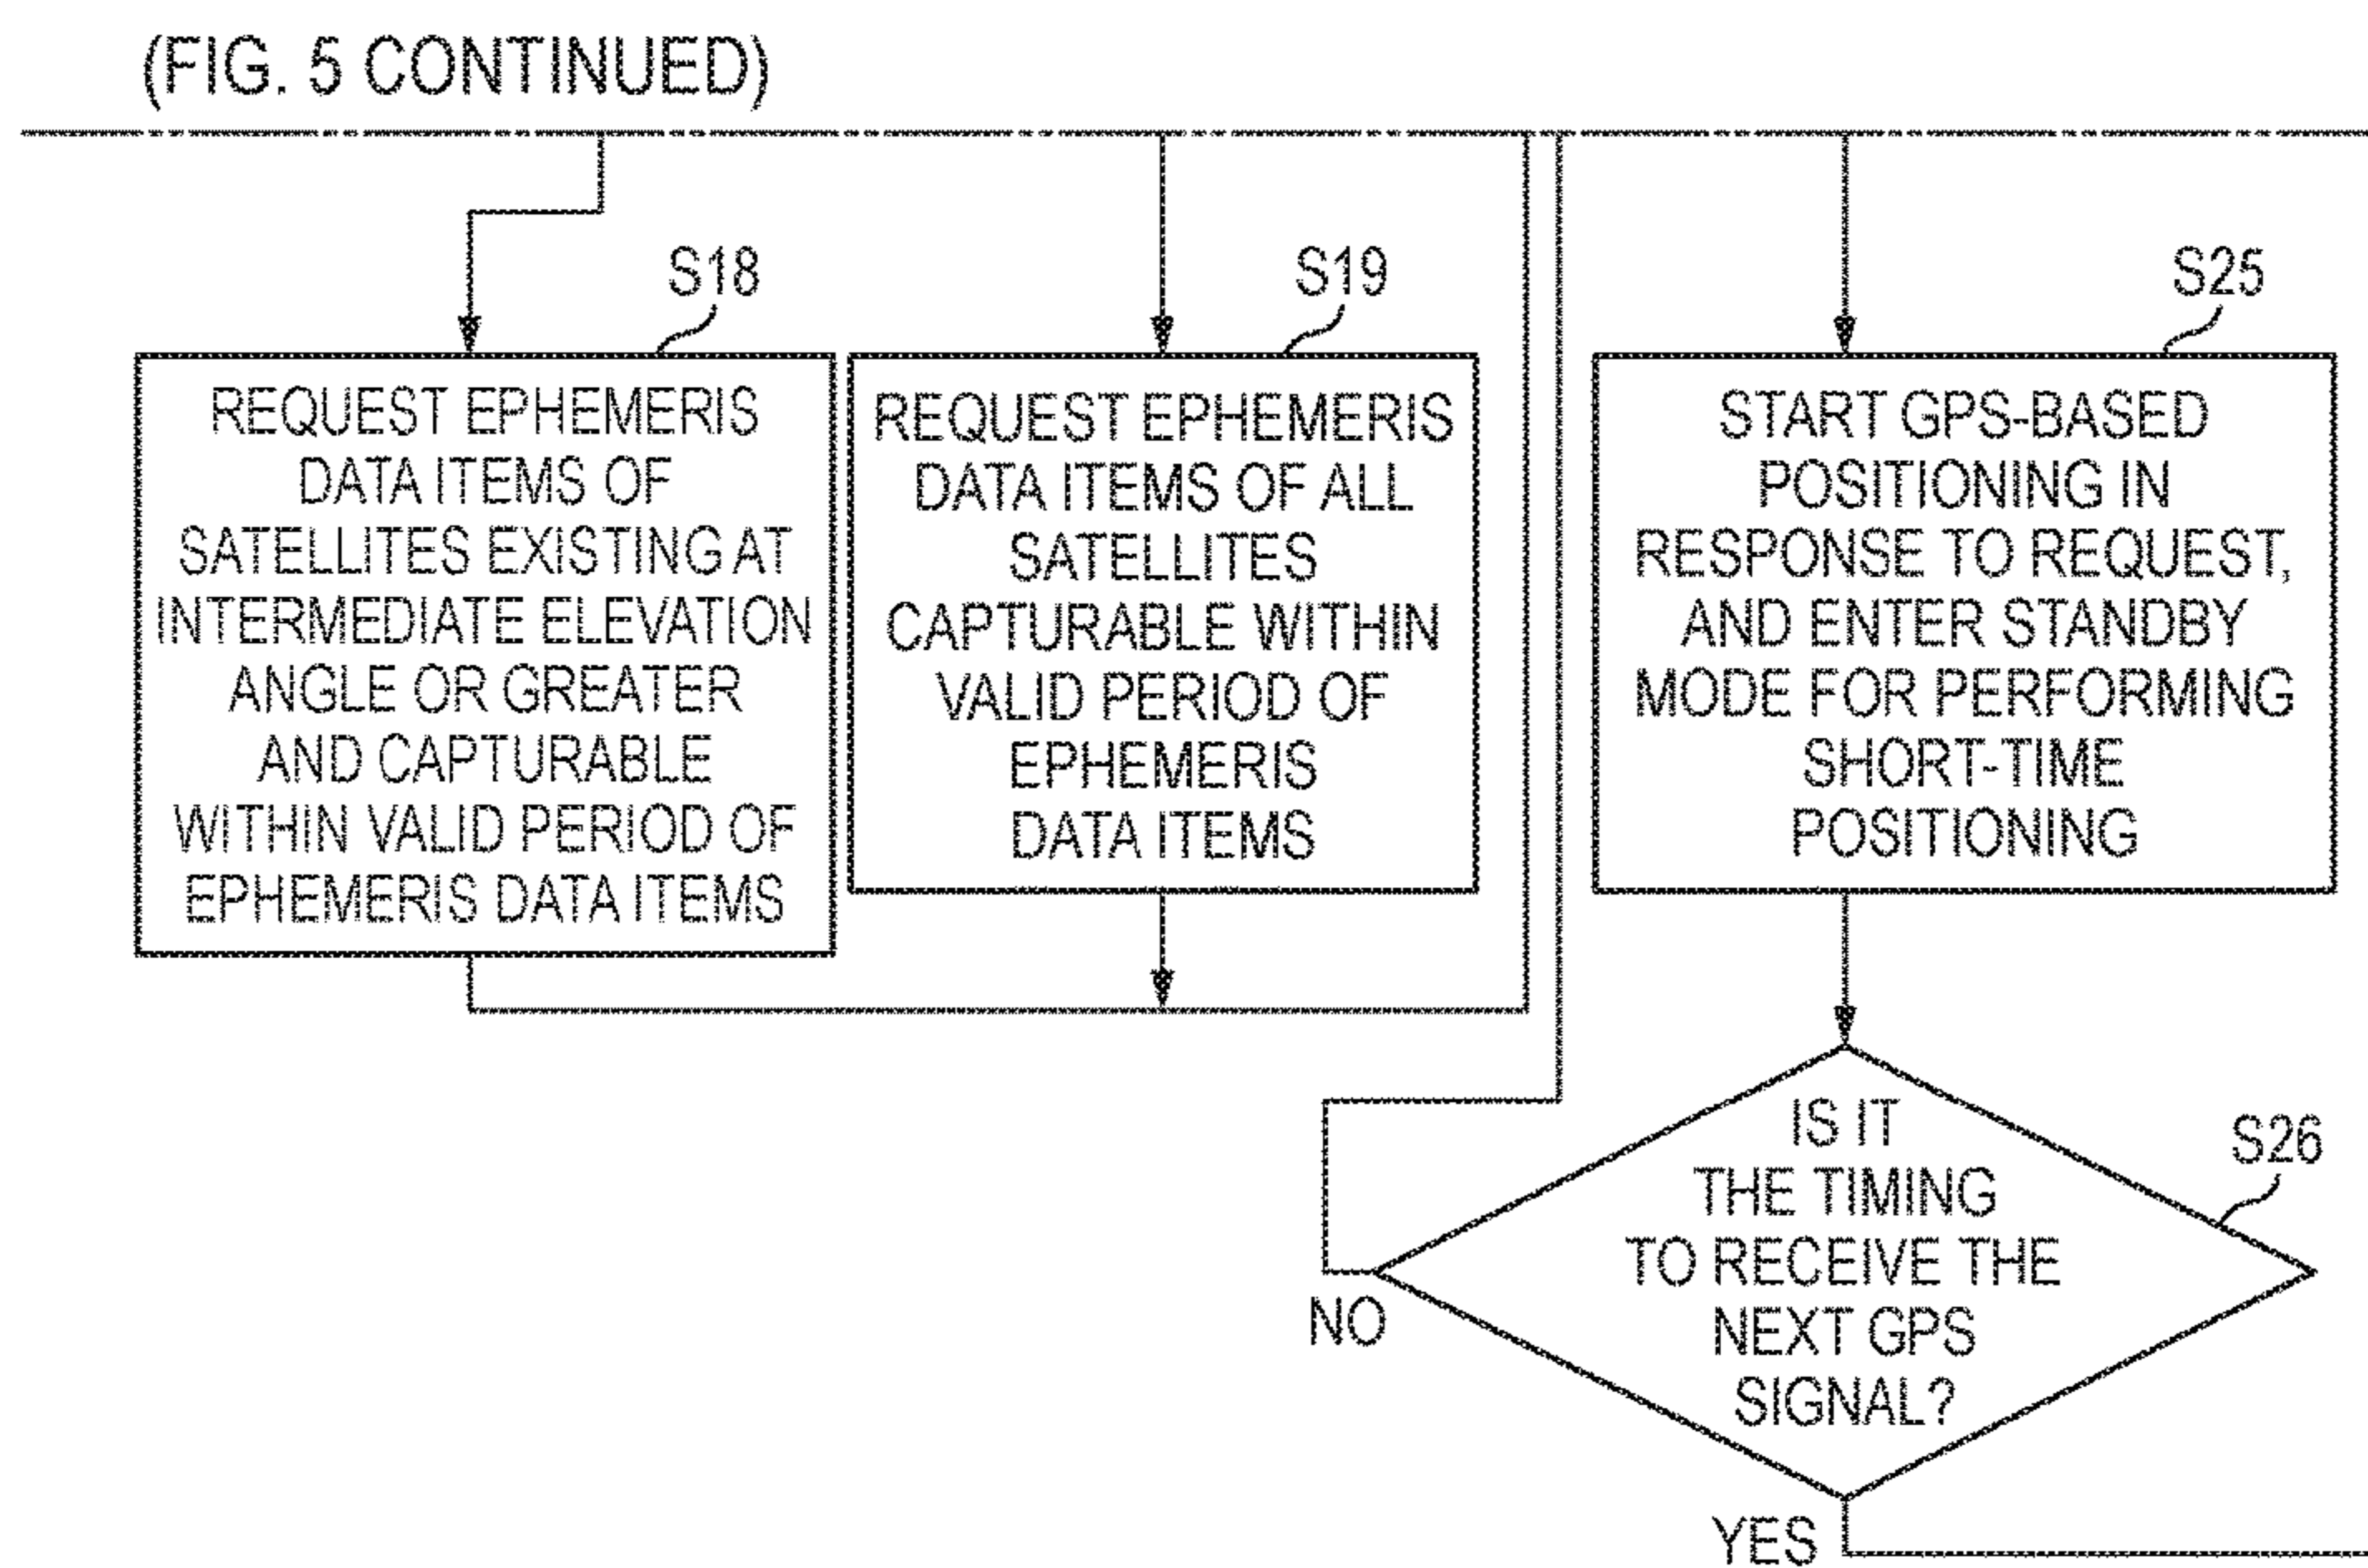 (FIG. 5 CONTINUED)
S18
REQUEST EPHEMERIS
DATA ITEMS OF
SATELLITES EXISTING AT
INTERMEDIATE ELEVATION
ANGLE OR GREATER
AND CAPTURABLE
WITHIN VALID PERIOD OF
EPHEMERIS DATA ITEMS
S19
REQUEST EPHEMERIS
DATA ITEMS OF ALL
SATELLITES
CAPTURABLE WITHIN
VALID PERIOD OF
EPHEMERIS
DATA ITEMS
S25
START GPS-BASED
POSITIONING IN
RESPONSE TO REQUEST,
AND ENTER STANDBY
MODE FOR PERFORMING
SHORT-TIME
POSITIONING
S26
IS IT
THE TIMING
TO RECEIVE THE
NEXT GPS
SIGNAL?
NO
YES